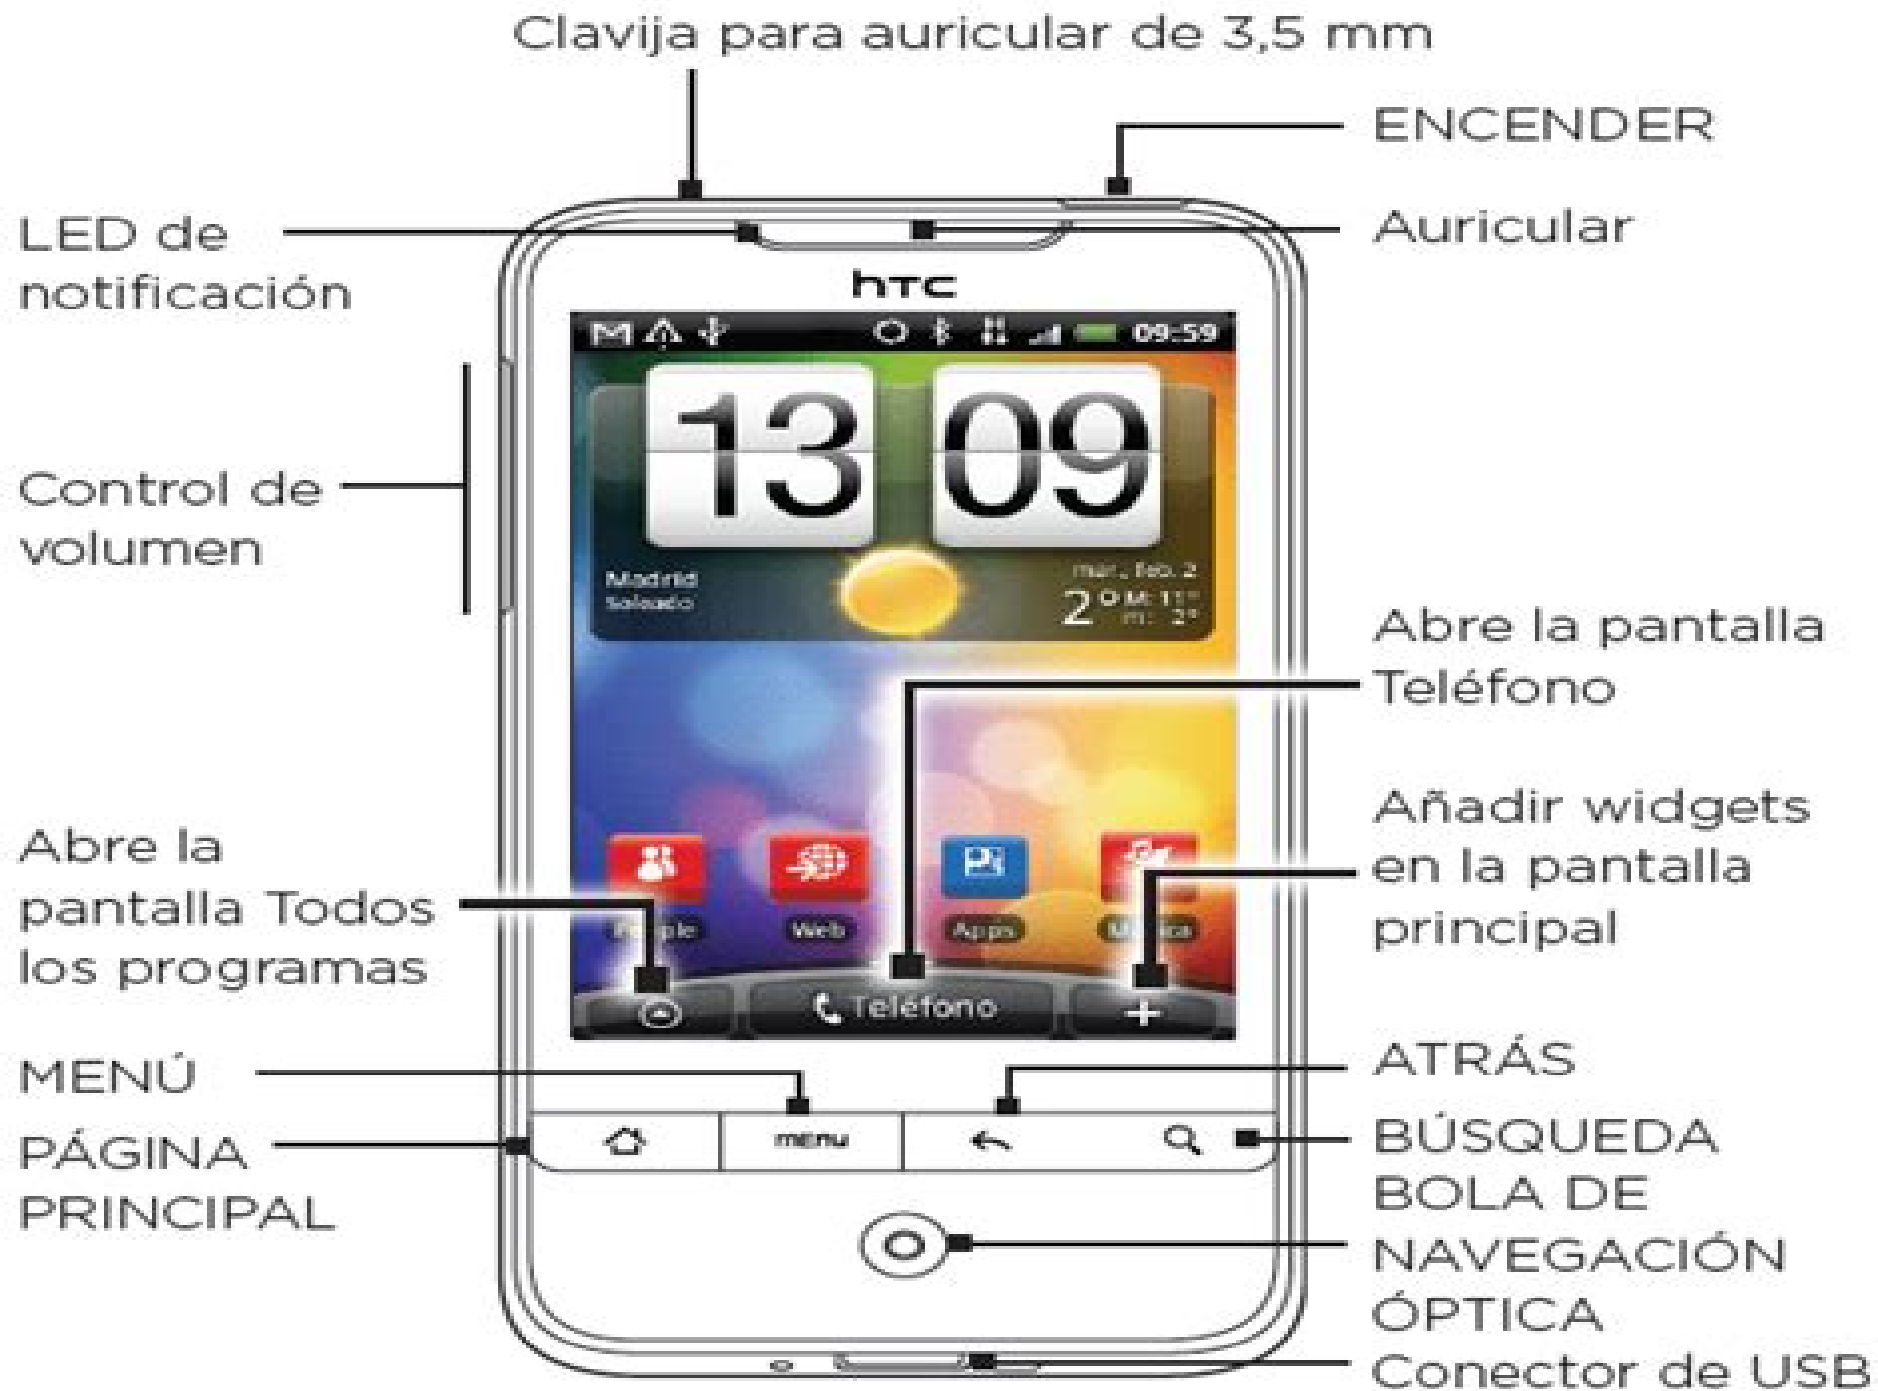 Clavija para auricular de 3,5 mm
ENCENDER
LED de
notificación
Auricular
hTC
09:59
13 09
Control de
volumen
Madrid
mar., feb. 2
2° M: 11°
m: 2°
Abre la pantalla
Teléfono
Añadir widgets
en la pantalla
principal
Abre la
pantalla Todos
los programas
Web
Apps
Teléfono
MENÚ
ATRÁS
PÁGINA
PRINCIPAL
MENU
BÚSQUEDA
BOLA DE
NAVEGACIÓN
ÓPTICA
Conector de USB